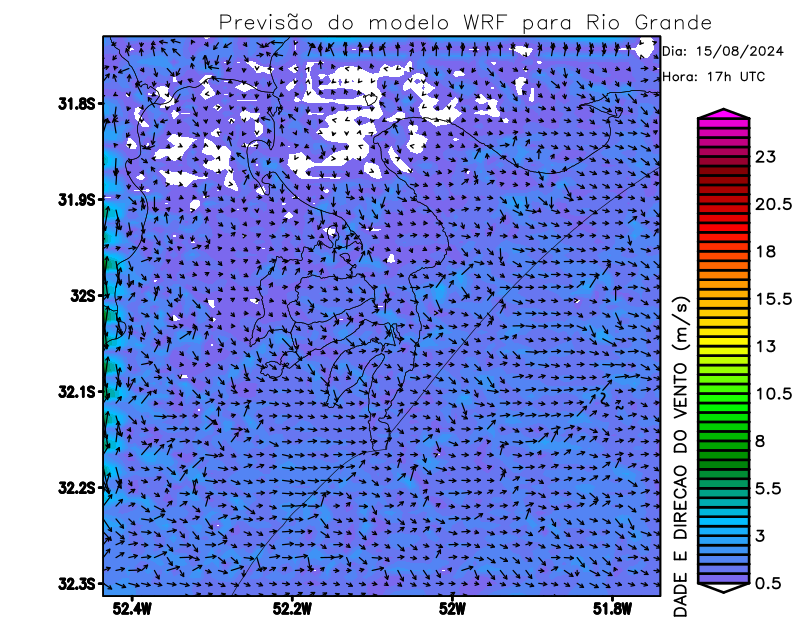 Previsão do modelo WRF para Rio Grande
Dia: 15/08/2024
Hora: 17h UTC
31.8S
31.9S
32S
32.1S
32.2S
32.3S
52.4W
52.2W
52W
51.8W
DADE E DIRECAO DO VENTO (m/s)
23
20.5
18
15.5
13
10.5
8
5.5
3
0.5